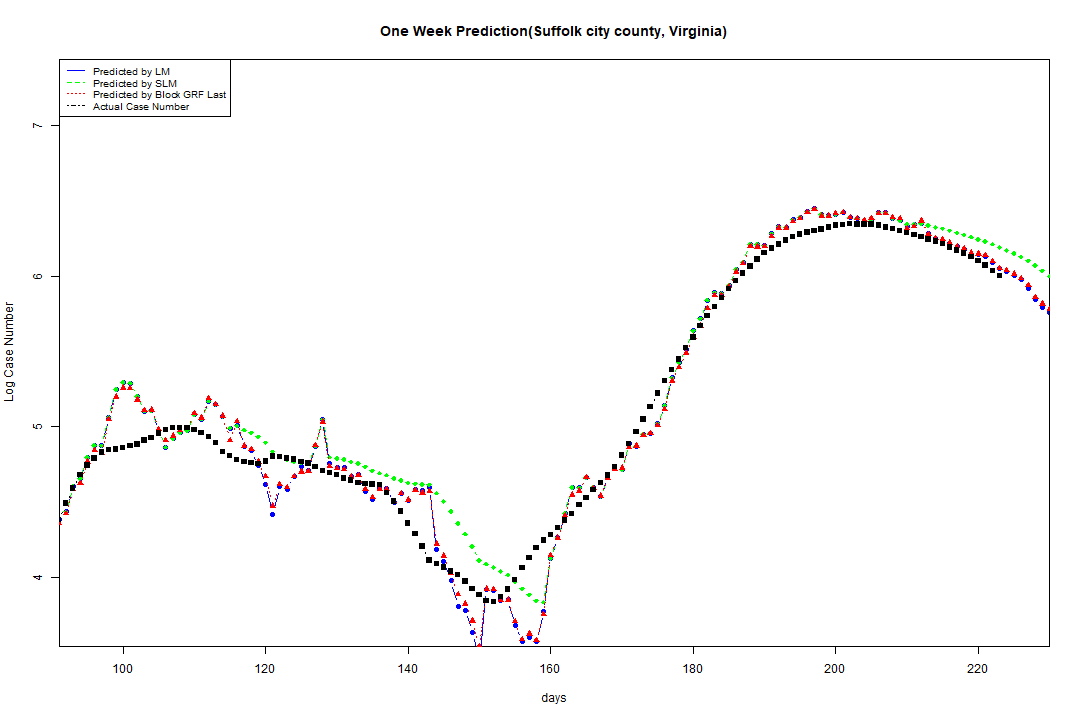 One Week Prediction(Suffolk city county, Virginia)
Predicted by LM
Predicted by SLM
Predicted by Block GRF Last
Actual Case Number
7
6
5
4
Log Case Number
100 120 140 160 180 200 220
days